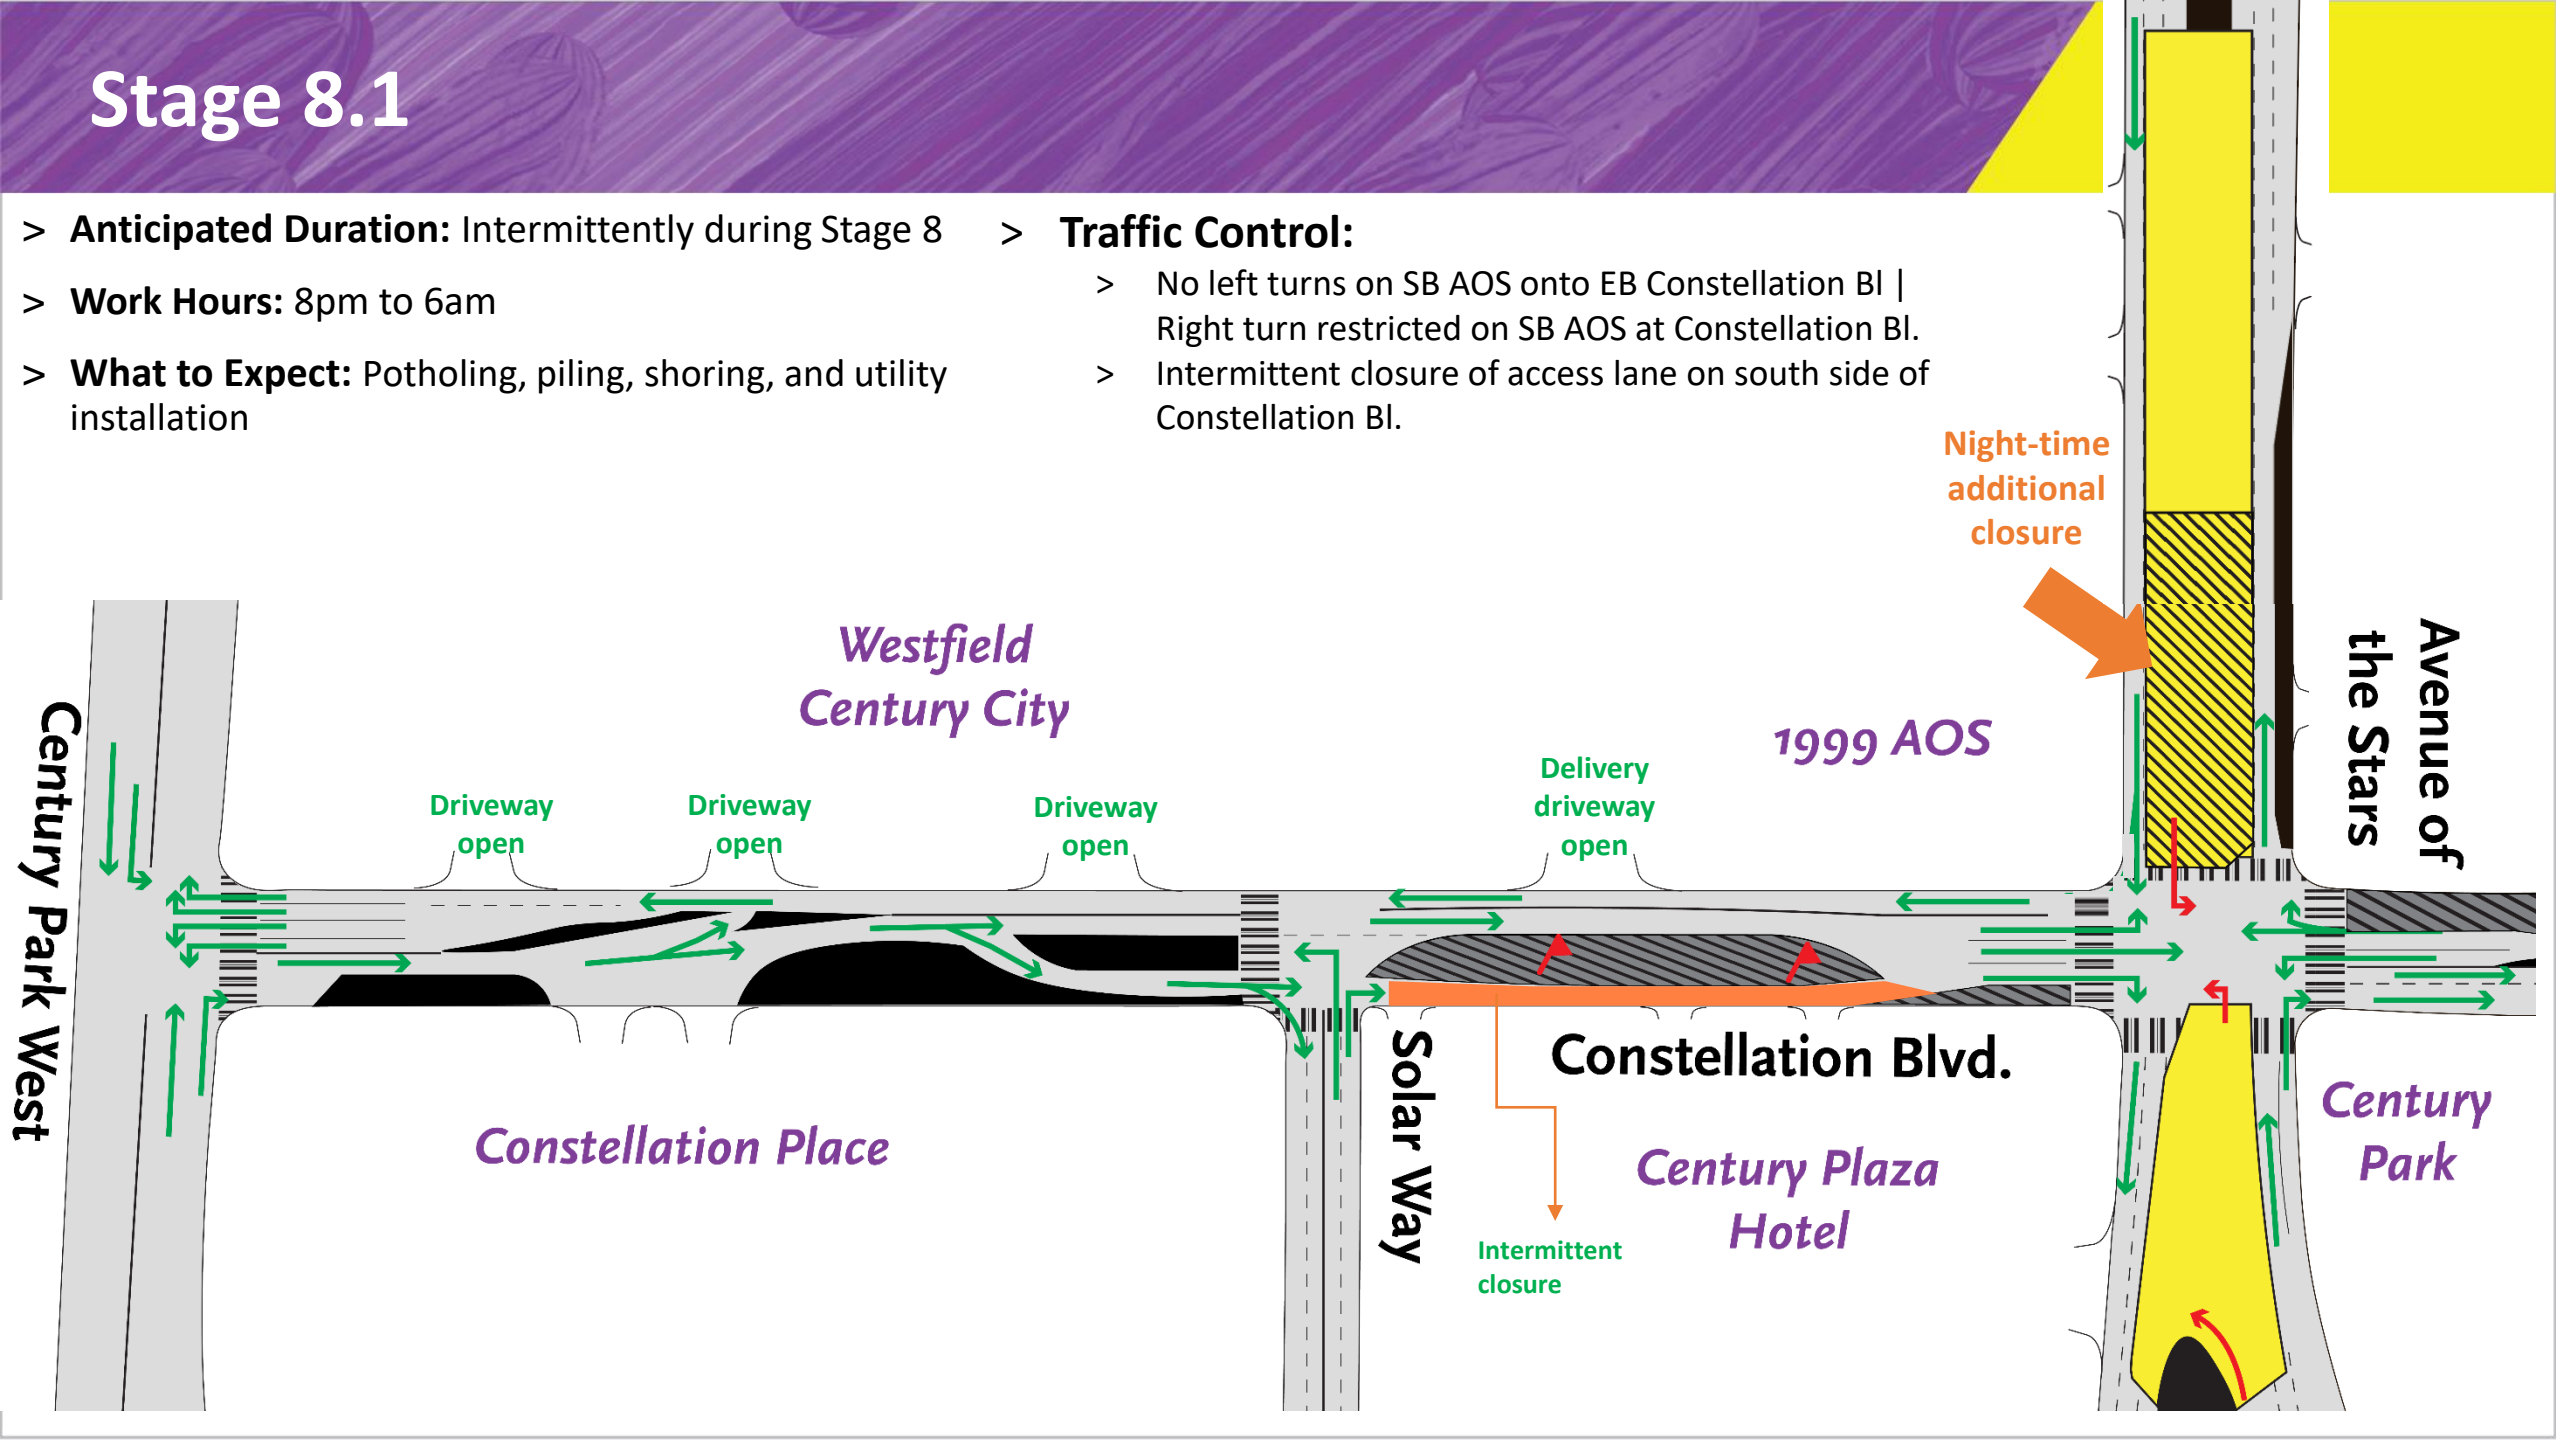 Stage 8.1
> Anticipated Duration: Intermittently during Stage 8
> Work Hours: 8pm to 6am
> What to Expect: Potholing, piling, shoring, and utility
installation
> Traffic Control:
> No left turns on SB AOS onto EB Constellation Bl |
Right turn restricted on SB AOS at Constellation Bl.
> Intermittent closure of access lane on south side of
Constellation Bl.
Night-time
additional
closure
Westfield
Century City
1999 AOS
Avenue of
the Stars
Century Park West
Driveway
open
Driveway
open
Driveway
open
Delivery
driveway
open
Solar Way
Constellation Blvd.
Constellation Place
Century Plaza
Hotel
Century
Park
Intermittent
closure